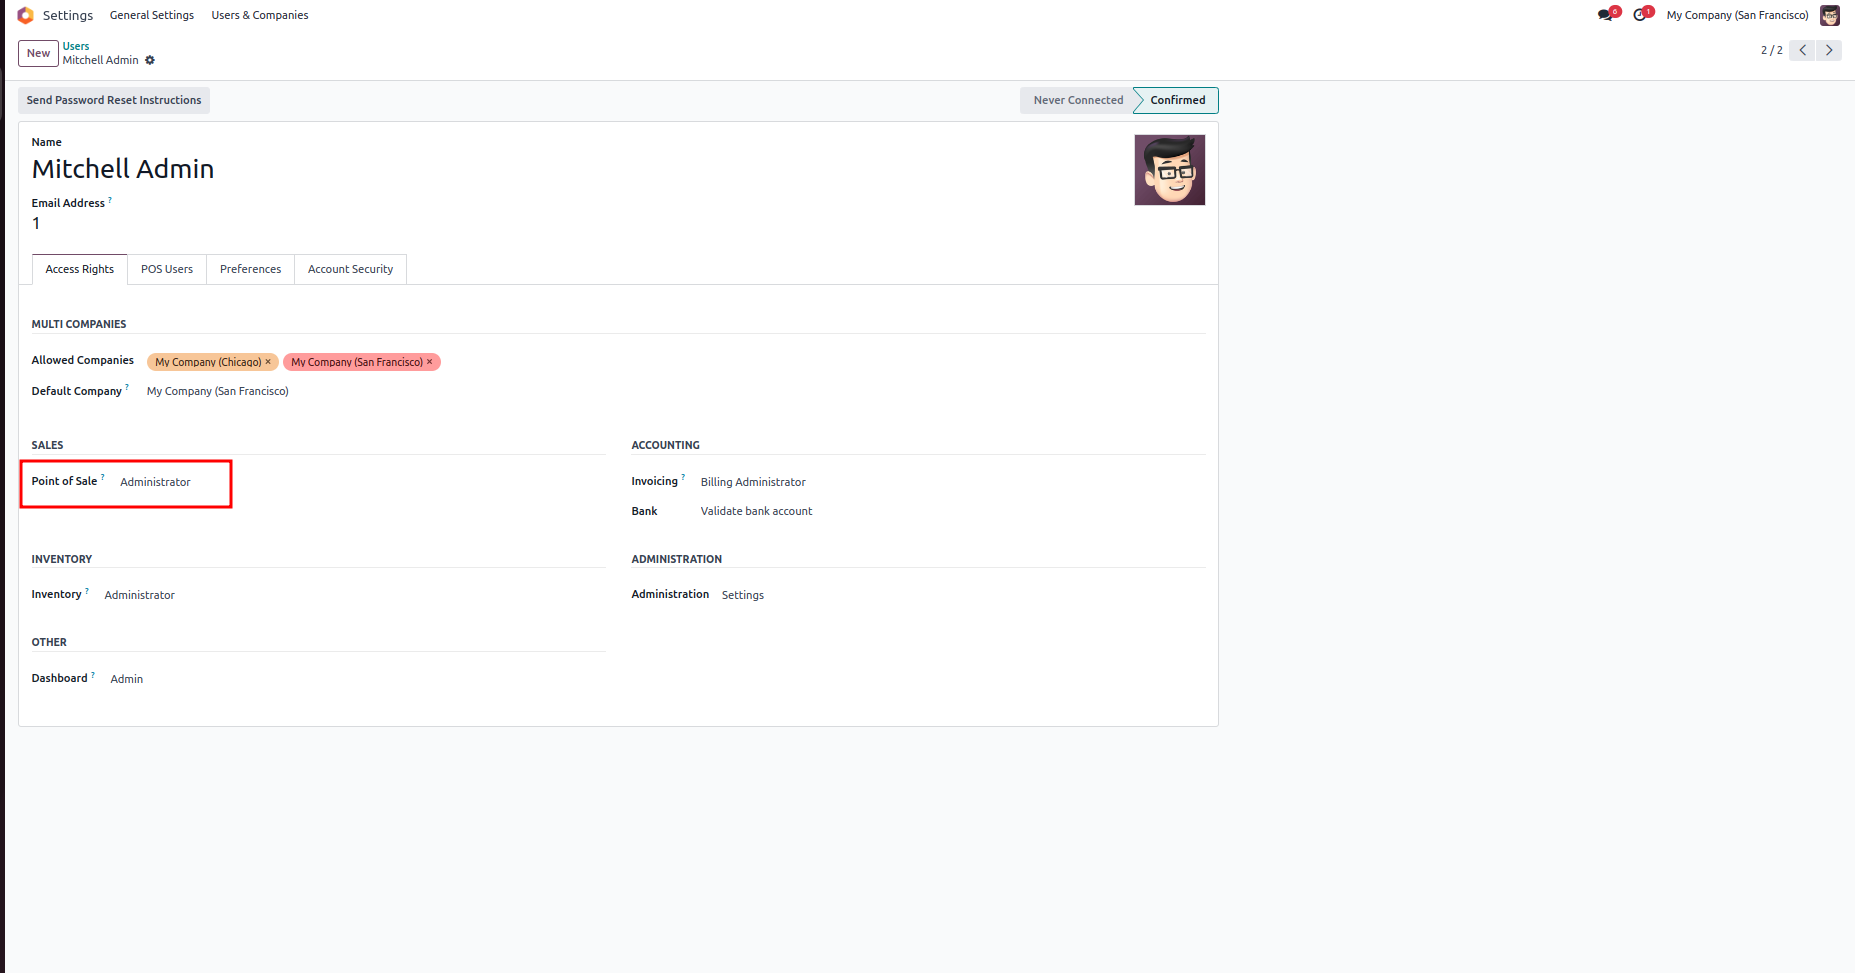 Settings General Settings Users & Companies 6 1 My Company (San Francisco)
New Users
Mitchell Admin 2 / 2
Send Password Reset Instructions Never Connected Confirmed
Name
Mitchell Admin
Email Address ?
1
Access Rights POS Users Preferences Account Security
MULTI COMPANIES
Allowed Companies My Company (Chicago) × My Company (San Francisco) ×
Default Company ? My Company (San Francisco)
SALES ACCOUNTING
Point of Sale ? Administrator Invoicing ? Billing Administrator
Bank Validate bank account
INVENTORY ADMINISTRATION
Inventory ? Administrator Administration Settings
OTHER
Dashboard ? Admin